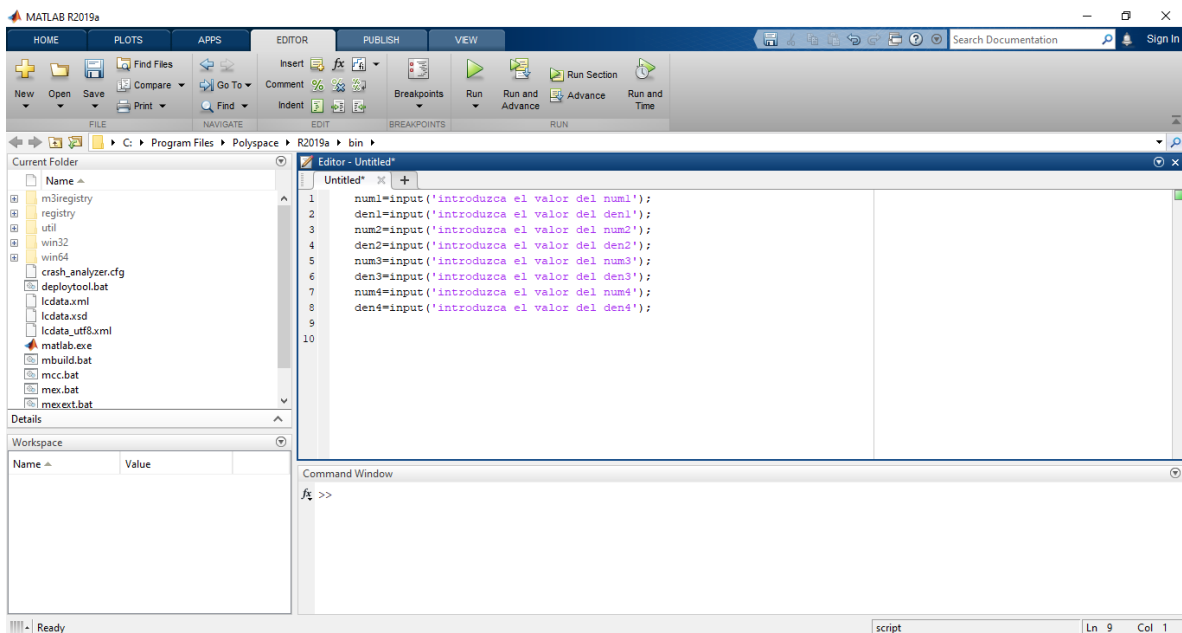 MATLAB R2019a
HOME PLOTS APPS EDITOR PUBLISH VIEW Search Documentation Sign In
New Open Save Find Files Compare Print Go To Find Insert Comment Indent fx Breakpoints Run Run and Advance Run Section Advance Run and Time
FILE NAVIGATE EDIT BREAKPOINTS RUN
C: Program Files Polyspace R2019a bin
Current Folder
Name
m3iregistry
registry
util
win32
win64
crash_analyzer.cfg
deploytool.bat
lcdata.xml
lcdata.xsd
lcdata_utf8.xml
matlab.exe
mbuild.bat
mcc.bat
mex.bat
mexext.bat
Details
Workspace
Name Value
Editor - Untitled*
Untitled* +
1 num1=input('introduzca el valor del num1');
2 den1=input('introduzca el valor del den1');
3 num2=input('introduzca el valor del num2');
4 den2=input('introduzca el valor del den2');
5 num3=input('introduzca el valor del num3');
6 den3=input('introduzca el valor del den3');
7 num4=input('introduzca el valor del num4');
8 den4=input('introduzca el valor del den4');
9
10
Command Window
fx >>
Ready script Ln 9 Col 1